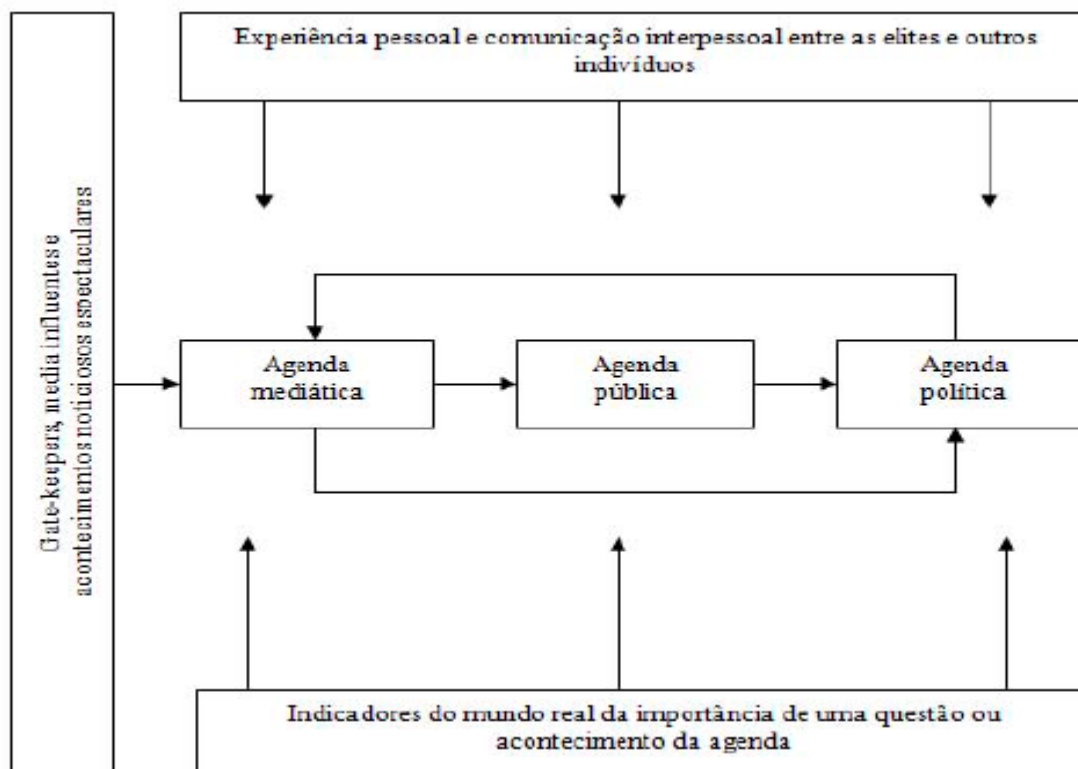 Experiência pessoal e comunicação interpessoal entre as elites e outros
indivíduos
Gate-keepers, media influentes e
acontecimentos noticiosos espectaculares
Agenda
mediática
Agenda
pública
Agenda
política
Indicadores do mundo real da importância de uma questão ou
acontecimento da agenda